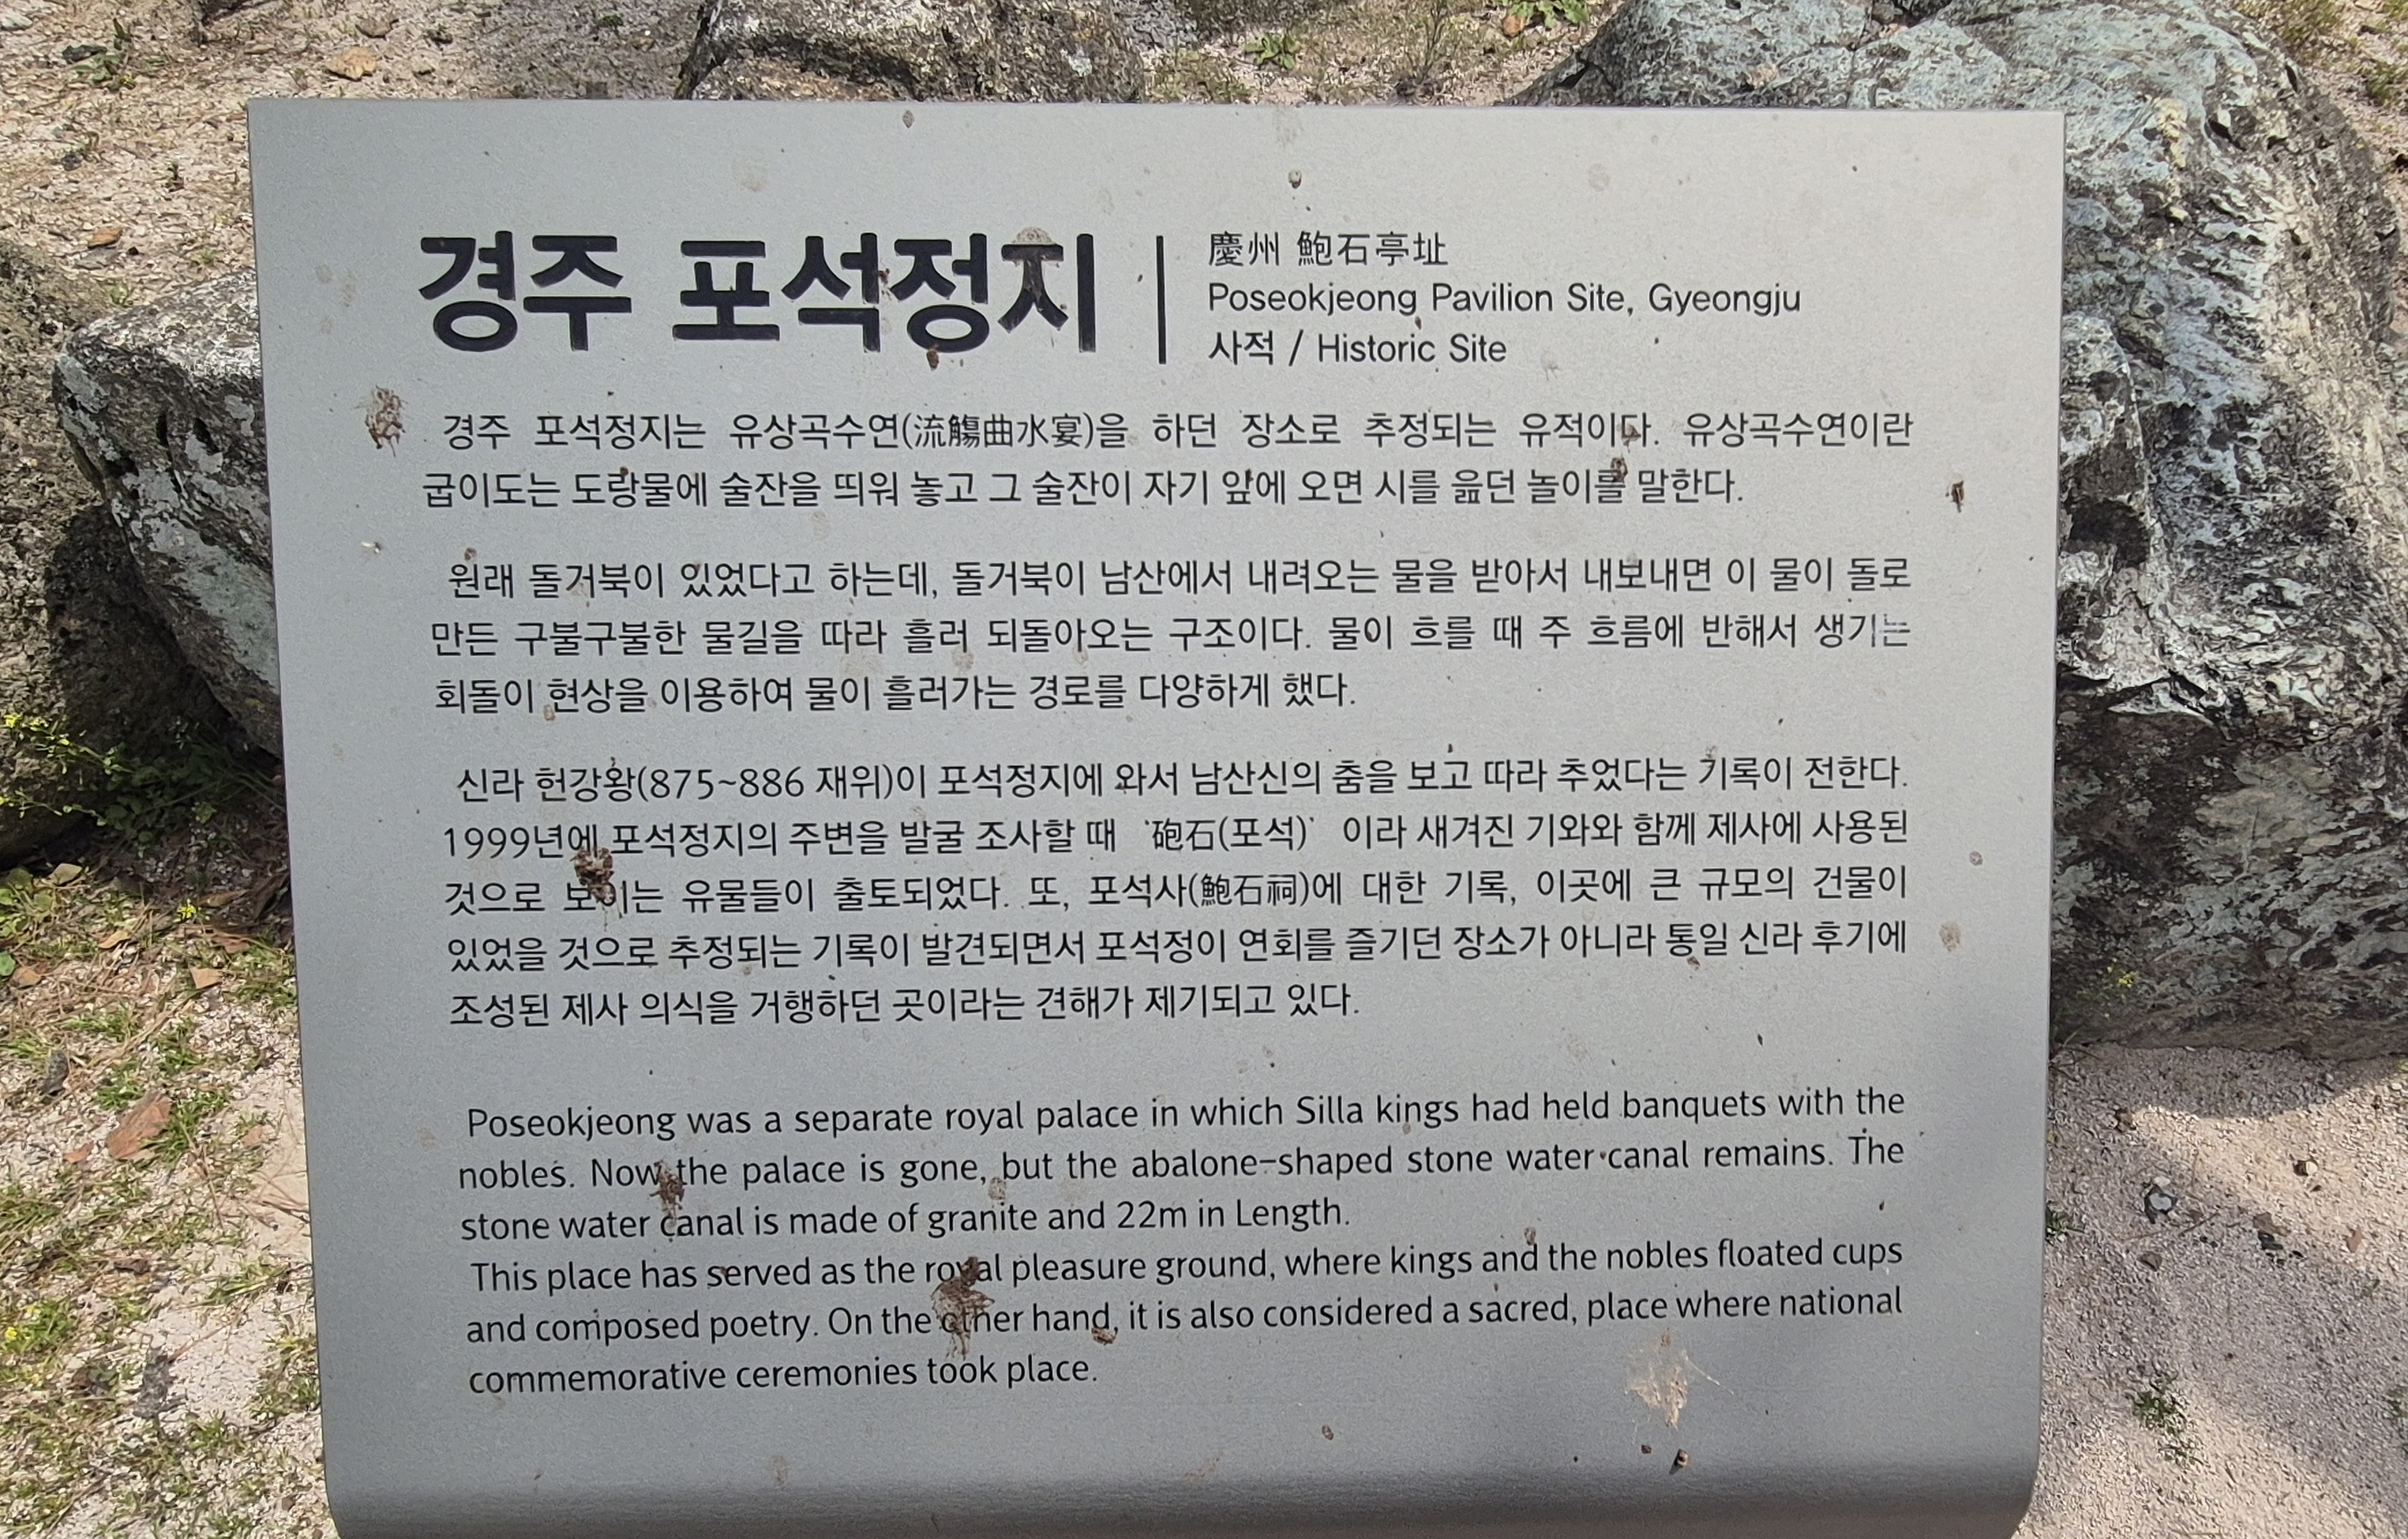 경주 포석정지
慶州 鮑石亭址
Poseokjeong Pavilion Site, Gyeongju
사적 / Historic Site
경주 포석정지는 유상곡수연(流觴曲水宴)을 하던 장소로 추정되는 유적이다. 유상곡수연이란
굽이도는 도랑물에 술잔을 띄워 놓고 그 술잔이 자기 앞에 오면 시를 읊던 놀이를 말한다.
원래 돌거북이 있었다고 하는데, 돌거북이 남산에서 내려오는 물을 받아서 내보내면 이 물이 돌로
만든 구불구불한 물길을 따라 흘러 되돌아오는 구조이다. 물이 흐를 때 주 흐름에 반해서 생기는
회돌이 현상을 이용하여 물이 흘러가는 경로를 다양하게 했다.
신라 헌강왕(875~886 재위)이 포석정지에 와서 남산신의 춤을 보고 따라 추었다는 기록이 전한다.
1999년에 포석정지의 주변을 발굴 조사할 때 ‘砲石(포석)’ 이라 새겨진 기와와 함께 제사에 사용된
것으로 보이는 유물들이 출토되었다. 또, 포석사(鮑石祠)에 대한 기록, 이곳에 큰 규모의 건물이
있었을 것으로 추정되는 기록이 발견되면서 포석정이 연회를 즐기던 장소가 아니라 통일 신라 후기에
조성된 제사 의식을 거행하던 곳이라는 견해가 제기되고 있다.
Poseokjeong was a separate royal palace in which Silla kings had held banquets with the
nobles. Now the palace is gone, but the abalone-shaped stone water canal remains. The
stone water canal is made of granite and 22m in Length.
This place has served as the royal pleasure ground, where kings and the nobles floated cups
and composed poetry. On the other hand, it is also considered a sacred, place where national
commemorative ceremonies took place.